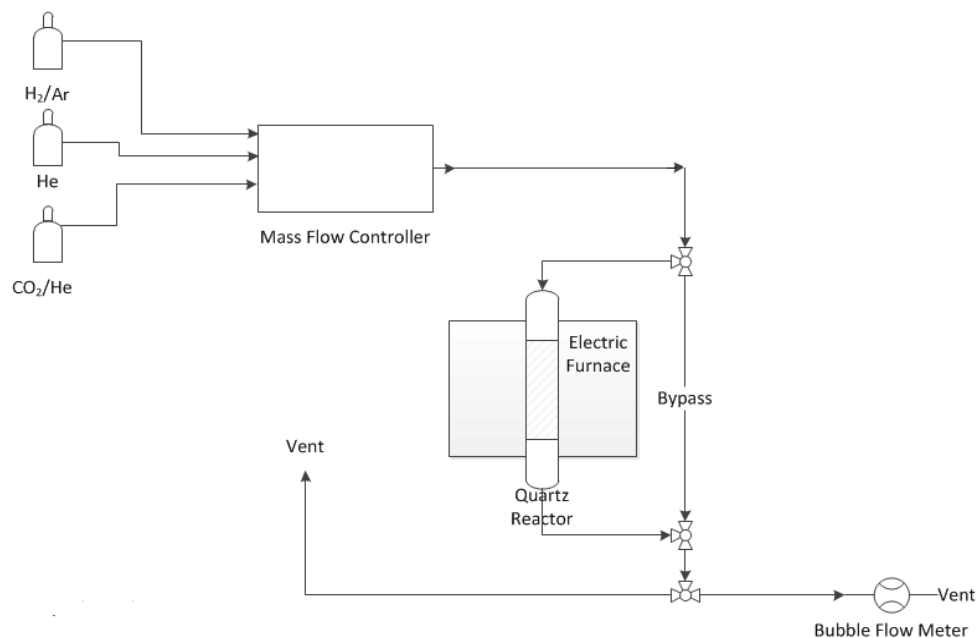 H₂/Ar
He
CO₂/He
Mass Flow Controller
Electric
Furnace
Bypass
Vent
Quartz
Reactor
Vent
Bubble Flow Meter